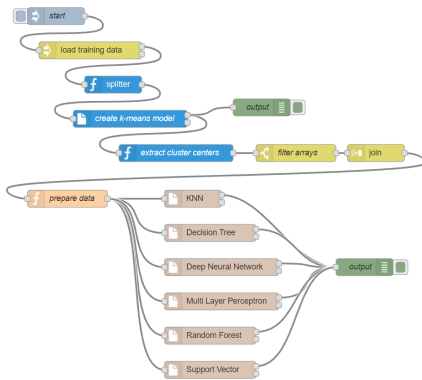 start
load training data
splitter
create k-means model
output
extract cluster centers
filter arrays
join
prepare data
KNN
Decision Tree
Deep Neural Network
output
Multi Layer Perceptron
Random Forest
Support Vector